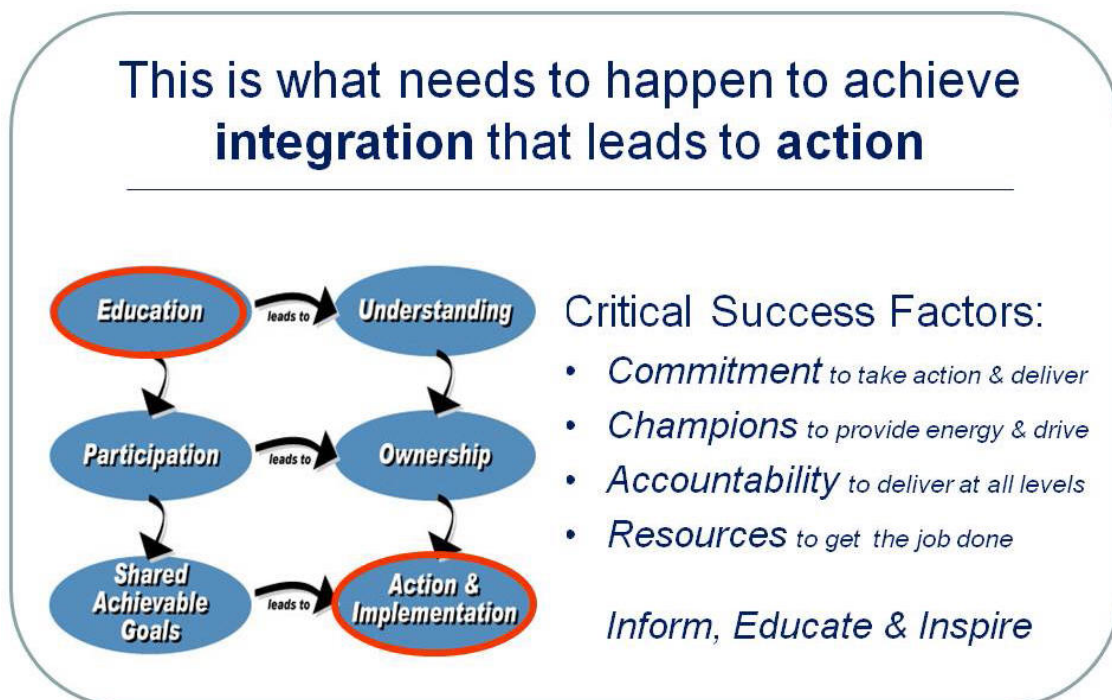 This is what needs to happen to achieve
integration that leads to action
Education
leads to
Understanding
Participation
leads to
Ownership
Shared
Achievable
Goals
leads to
Action &
Implementation
Critical Success Factors:
• Commitment to take action & deliver
• Champions to provide energy & drive
• Accountability to deliver at all levels
• Resources to get the job done
Inform, Educate & Inspire